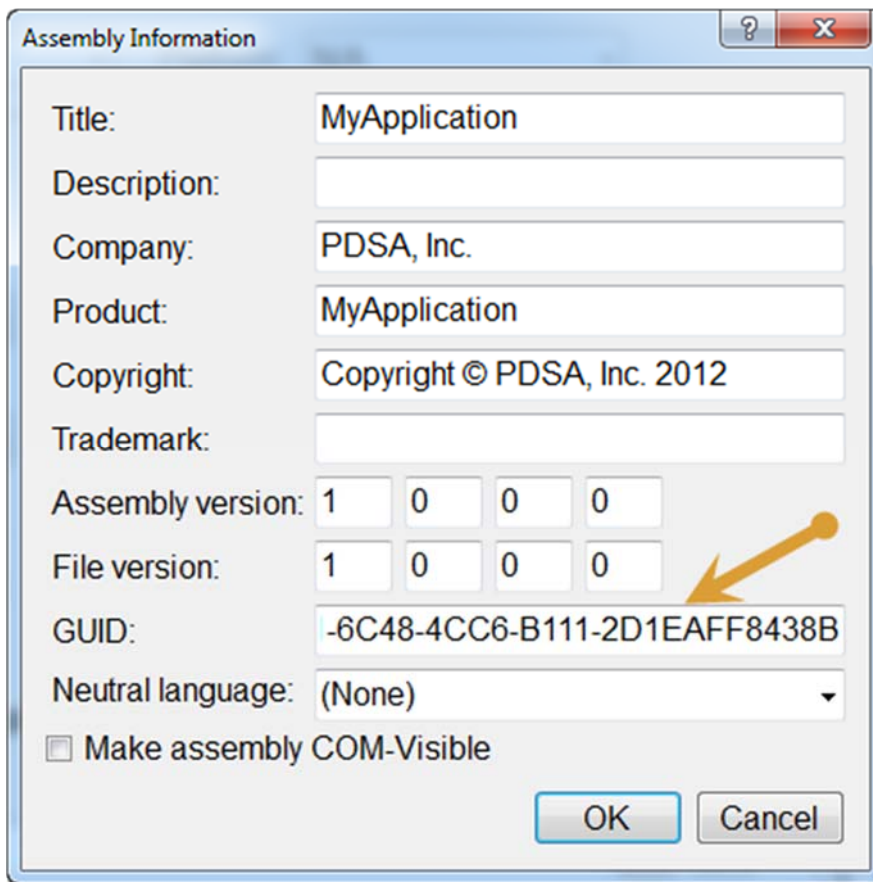 Assembly Information
Title: MyApplication
Description:
Company: PDSA, Inc.
Product: MyApplication
Copyright: Copyright © PDSA, Inc. 2012
Trademark:
Assembly version: 1 0 0 0
File version: 1 0 0 0
GUID: -6C48-4CC6-B111-2D1EAFF8438B
Neutral language: (None)
Make assembly COM-Visible
OK Cancel